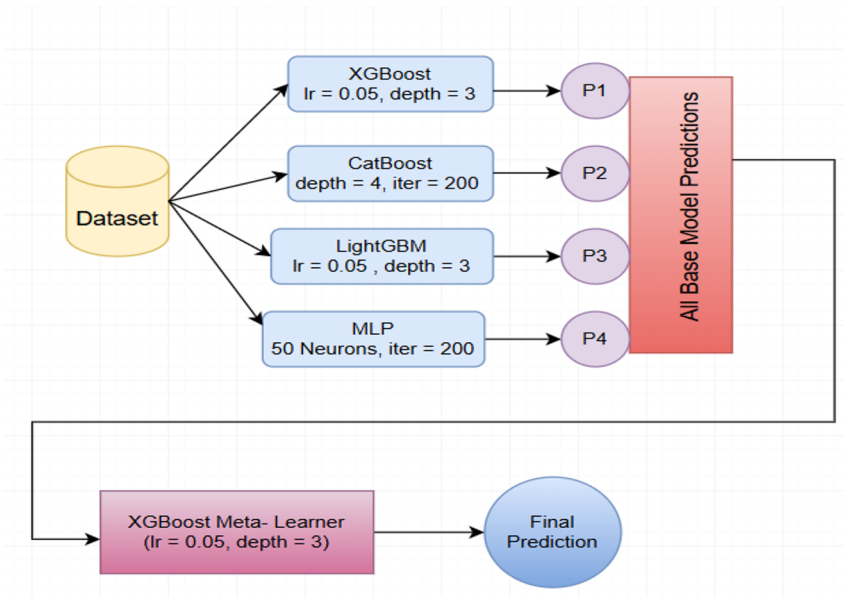 XGBoost
lr = 0.05, depth = 3
P1
CatBoost
depth = 4, iter = 200
P2
Dataset
LightGBM
lr = 0.05 , depth = 3
P3
MLP
50 Neurons, iter = 200
P4
All Base Model Predictions
XGBoost Meta- Learner
(lr = 0.05, depth = 3)
Final
Prediction